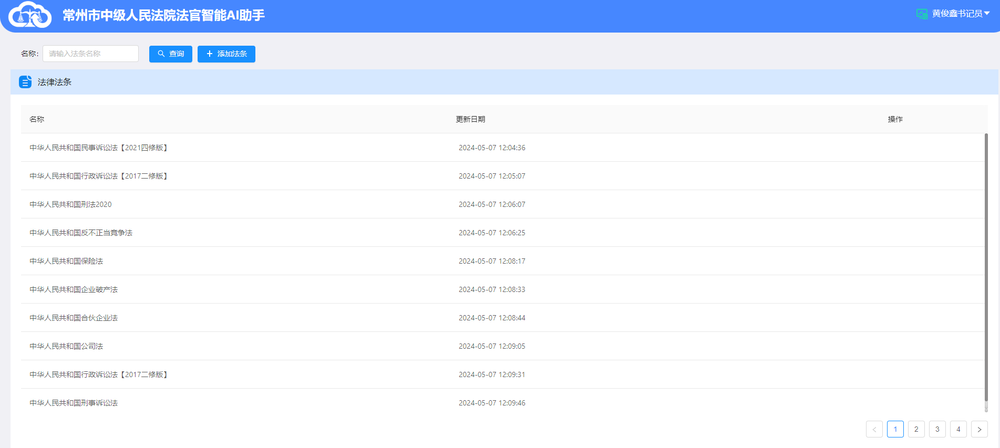 常州市中级人民法院法官智能AI助手
黄俊鑫书记员
名称: 请输入法条名称 查询 添加法条
法律法条
名称 更新日期 操作
中华人民共和国民事诉讼法【2021四修版】 2024-05-07 12:04:36
中华人民共和国行政诉讼法【2017二修版】 2024-05-07 12:05:07
中华人民共和国刑法2020 2024-05-07 12:06:07
中华人民共和国反不正当竞争法 2024-05-07 12:06:25
中华人民共和国保险法 2024-05-07 12:08:17
中华人民共和国企业破产法 2024-05-07 12:08:33
中华人民共和国合伙企业法 2024-05-07 12:08:44
中华人民共和国公司法 2024-05-07 12:09:05
中华人民共和国行政诉讼法【2017二修版】 2024-05-07 12:09:31
中华人民共和国刑事诉讼法 2024-05-07 12:09:46
< 1 2 3 4 >